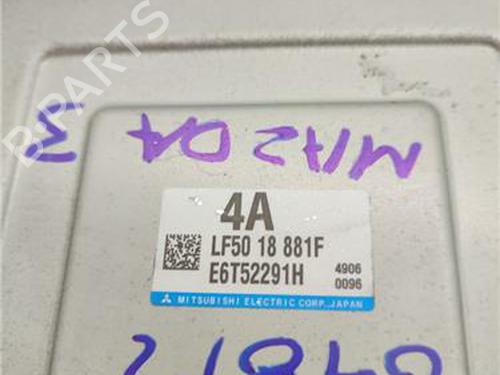 B-Parts
MAZDA
3
4A
LF50 18 881F
E6T52291H
4906
0096
MITSUBISHI ELECTRIC CORP., JAPAN